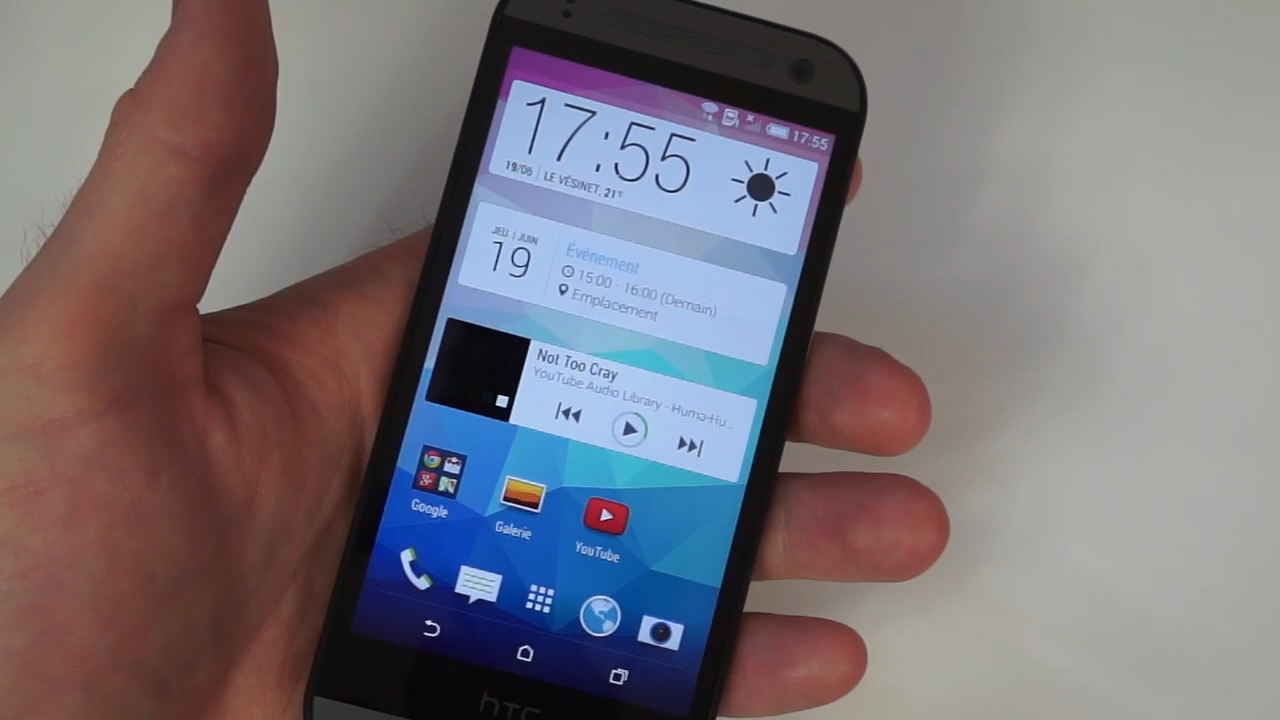 17:55
17:55
19/06 | LE VÉSINET, 21°C
JEU. | JUIN
19
Événement
15:00 - 16:00 (Demain)
Emplacement
Not Too Cray
YouTube Audio Library - Huma-Hu...
Google
Galerie
YouTube
hTC